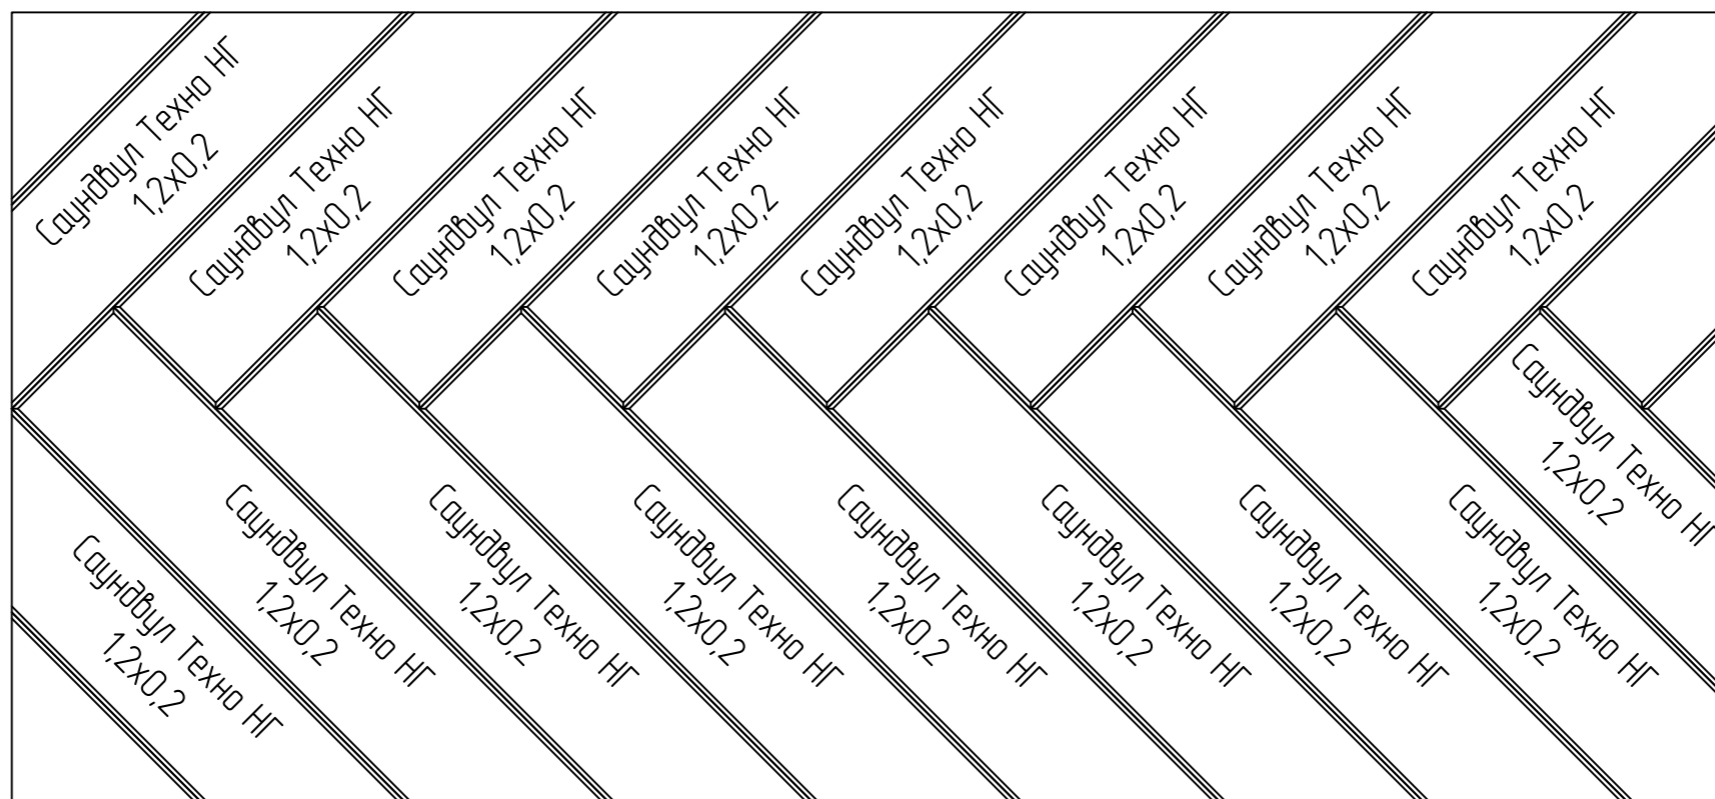 Саундвул Техно НГ
1,2х0,2
Саундвул Техно НГ
1,2х0,2
Саундвул Техно НГ
1,2х0,2
Саундвул Техно НГ
1,2х0,2
Саундвул Техно НГ
1,2х0,2
Саундвул Техно НГ
1,2х0,2
Саундвул Техно НГ
1,2х0,2
Саундвул Техно НГ
1,2х0,2
Саундвул Техно НГ
1,2х0,2
Саундвул Техно НГ
1,2х0,2
Саундвул Техно НГ
1,2х0,2
Саундвул Техно НГ
1,2х0,2
Саундвул Техно НГ
1,2х0,2
Саундвул Техно НГ
1,2х0,2
Саундвул Техно НГ
1,2х0,2
Саундвул Техно НГ
1,2х0,2
Саундвул Техно НГ
1,2х0,2